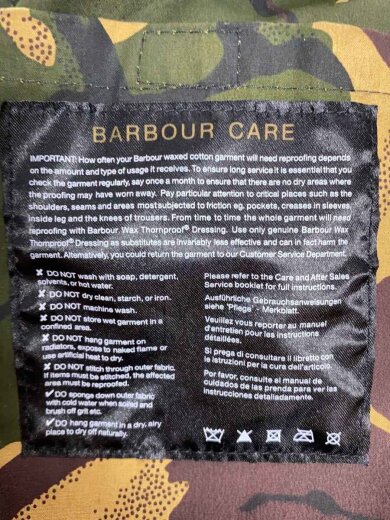 BARBOUR CARE
IMPORTANT: How often your Barbour waxed cotton garment will need reproofing depends
on the amount and type of usage it receives. To ensure long service it is essential that you
check the garment regularly, say once a month to ensure that there are no dry areas where
the proofing may have worn away. Pay particular attention to critical places such as the
shoulders, seams and areas most subjected to friction eg. pockets, creases in sleeves
inside leg and the knees of trousers. From time to time the whole garment will need
reproofing with Barbour Wax Thornproof® Dressing. Use only genuine Barbour Wax
Thornproof® Dressing as substitutes are invariably less effective and can in fact harm the
garment. Alternatively, you could return the garment to our Customer Service Department.
✘ DO NOT wash with soap, detergent,
solvents, or hot water.
✘ DO NOT dry clean, starch, or iron.
✘ DO NOT machine wash.
✘ DO NOT store wet garment in a
confined area.
✘ DO NOT hang garment on
radiators, expose to naked flame or
use artificial heat to dry.
✘ DO NOT stitch through outer fabric.
If items must be stitched, the affected
area must be reproofed.
✔ DO sponge down outer fabric
with cold water when soiled and
brush off grit etc.
✔ DO hang garment in a dry, airy
place to dry off naturally.
Please refer to the Care and After Sales
Service booklet for full instructions.
Ausführliche Gebrauchsanweisungen
siehe 'Pflege' - Merkblatt.
Veuillez vous reporter au manuel
d'entretien pour les instructions
détaillées.
Si prega di consultare il libretto con
le istruzioni per la cura dell'articolo.
Por favor, consulte el manual de
cuidados de las prenda para ver las
instrucciones detailadamente.